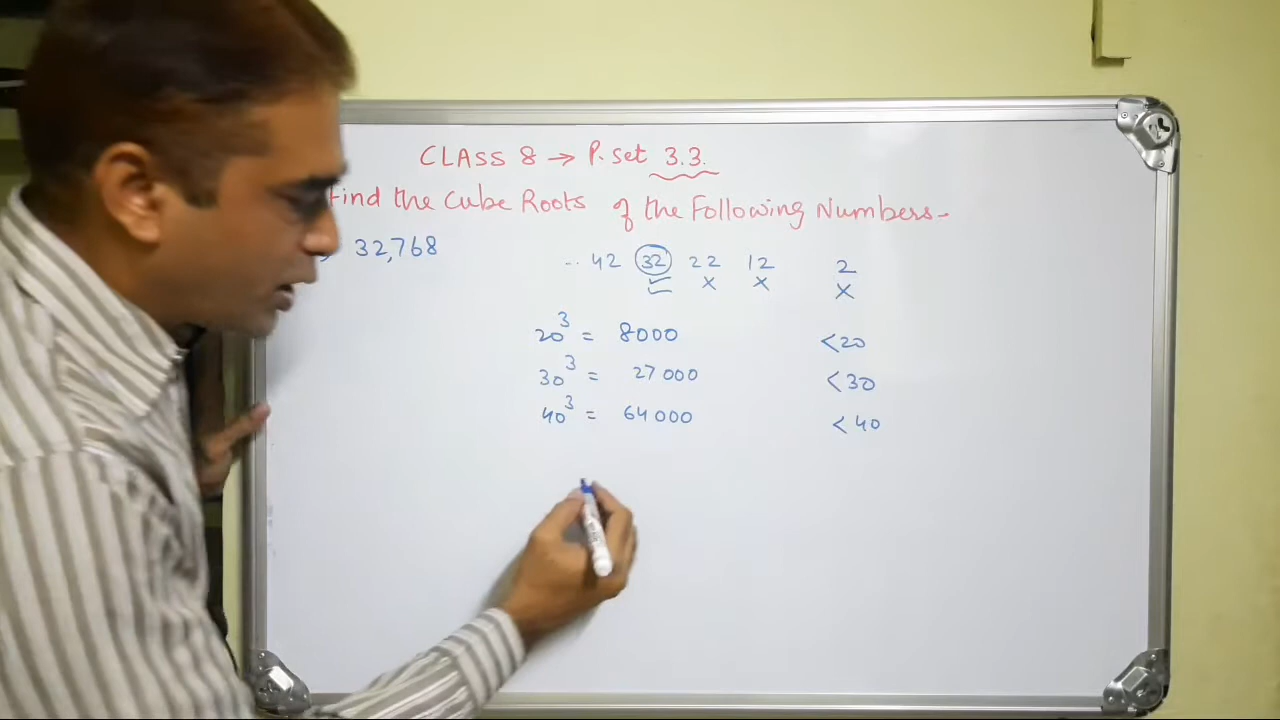 CLASS 8 → P. Set 3.3.
Find the Cube Roots of the Following Numbers.
32,768
.. 42 32 22 12 2
x x x
20³ = 8000 <20
30³ = 27000 <30
40³ = 64000 <40